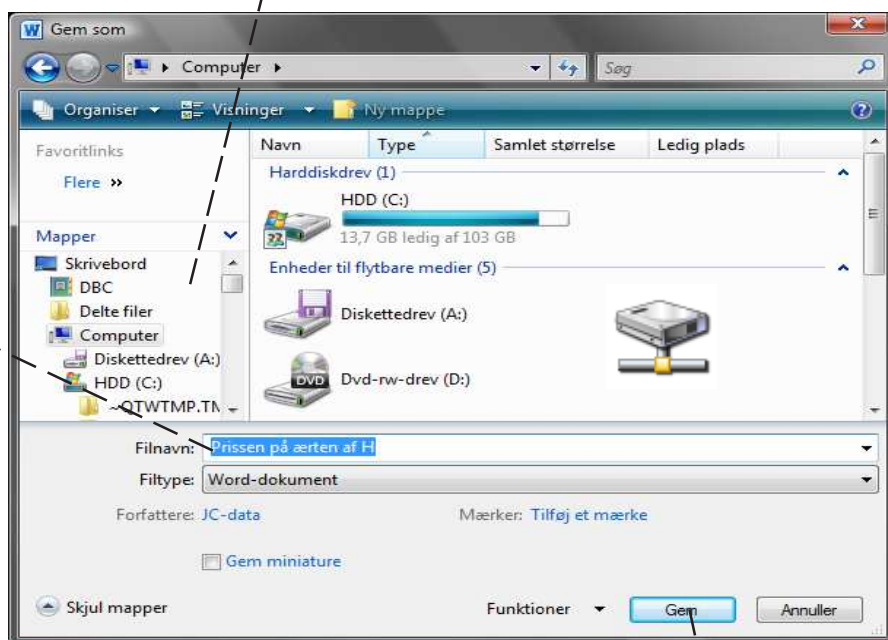 Gem som
Computer
Søg
Organiser Visninger Ny mappe
Favoritlinks
Flere »
Mapper
Skrivebord
DBC
Delte filer
Computer
Diskettedrev (A:)
HDD (C:)
~QTWTMP.TM
Navn Type Samlet størrelse Ledig plads
Harddiskdrev (1)
HDD (C:)
13,7 GB ledig af 103 GB
Enheder til flytbare medier (5)
Diskettedrev (A:)
DVD
Dvd-rw-drev (D:)
Filnavn: Prissen på ærten af H
Filtype: Word-dokument
Forfattere: JC-data Mærker: Tilføj et mærke
Gem miniature
Skjul mapper Funktioner Gem Annuller